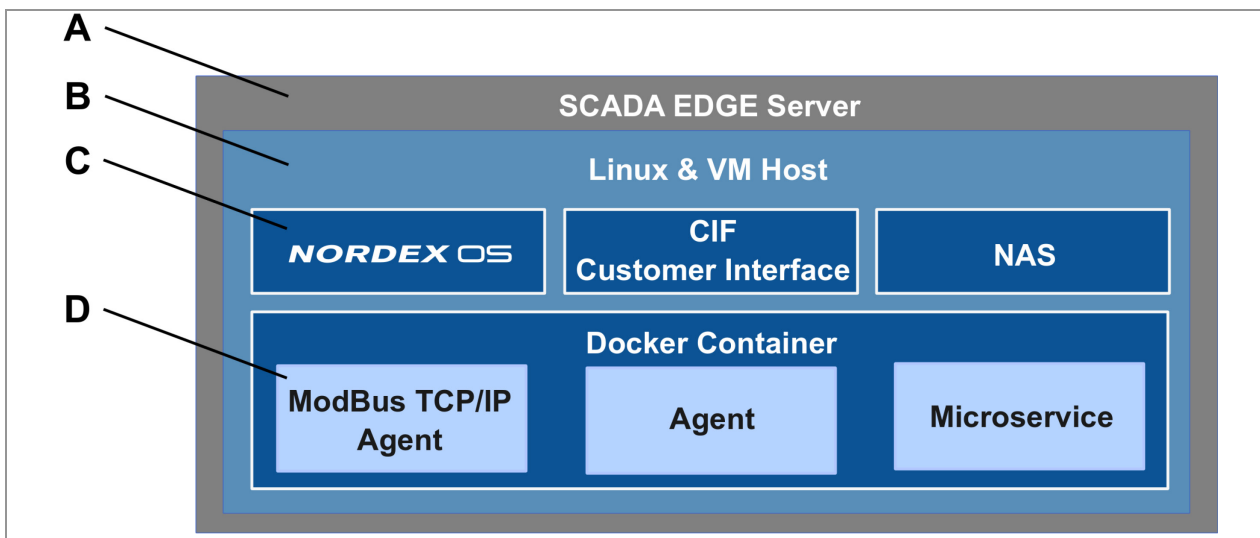 A
SCADA EDGE Server
B
Linux & VM Host
C
NORDEX OS
CIF
Customer Interface
NAS
D
Docker Container
ModBus TCP/IP
Agent
Agent
Microservice